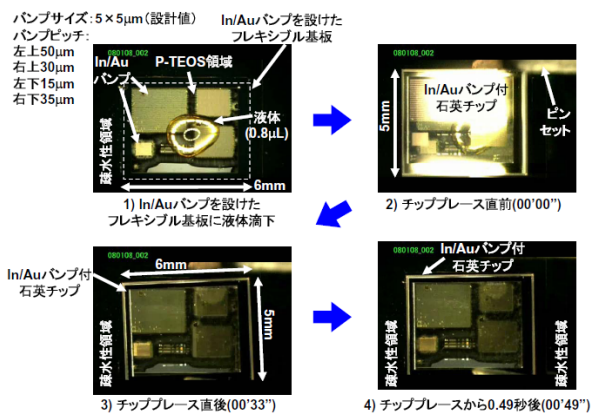 バンプサイズ：5×5μm（設計値）
バンプピッチ：
左上50μm
右上30μm
左下15μm
右下35μm
In/Auバンプを設けた
フレキシブル基板
080108_002
In/Au
バンプ
P-TEOS領域
液体
(0.8μL)
疎水性領域
6mm
1) In/Auバンプを設けた
フレキシブル基板に液体滴下
080108_002
In/Auバンプ付
石英チップ
ピン
セット
5mm
2) チッププレース直前(00'00")
080108_002
In/Auバンプ付
石英チップ
6mm
5mm
疎水性領域
3) チッププレース直後(00'33")
080108_002
In/Auバンプ付
石英チップ
疎水性領域
疎水性領域
4) チッププレースから0.49秒後(00'49")